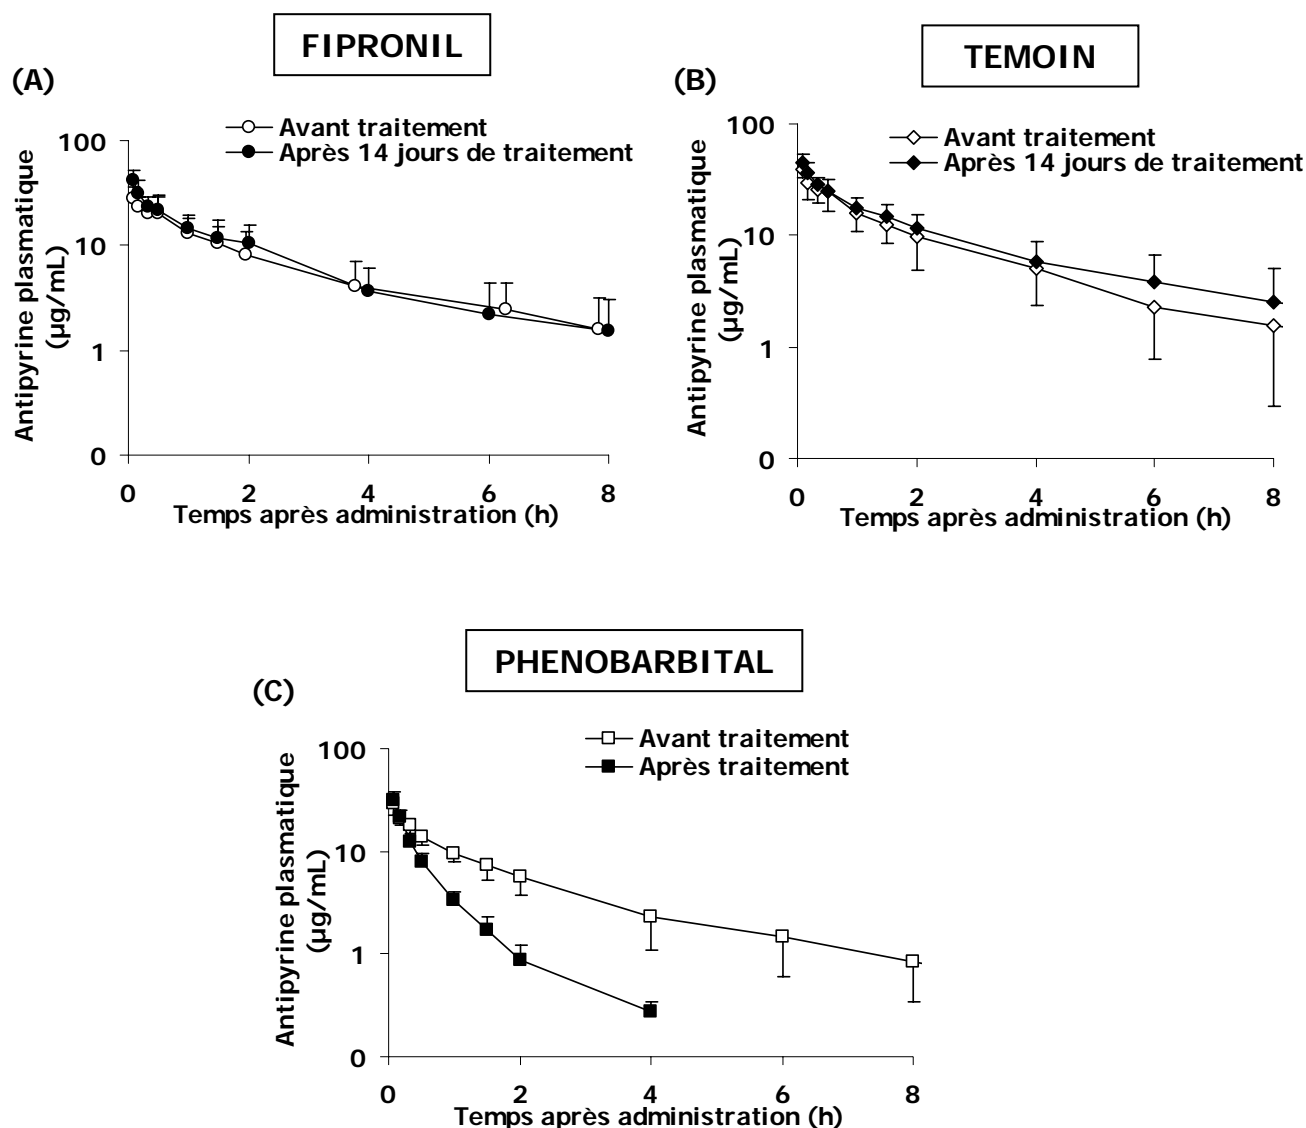 FIPRONIL
(A)
Avant traitement
Après 14 jours de traitement
Antipyrine plasmatique
(µg/mL)
100
10
1
0
0 2 4 6 8
Temps après administration (h)
TEMOIN
(B)
Avant traitement
Après 14 jours de traitement
Antipyrine plasmatique
(µg/mL)
100
10
1
0
0 2 4 6 8
Temps après administration (h)
PHENOBARBITAL
(C)
Avant traitement
Après traitement
Antipyrine plasmatique
(µg/mL)
100
10
1
0
0 2 4 6 8
Temps après administration (h)